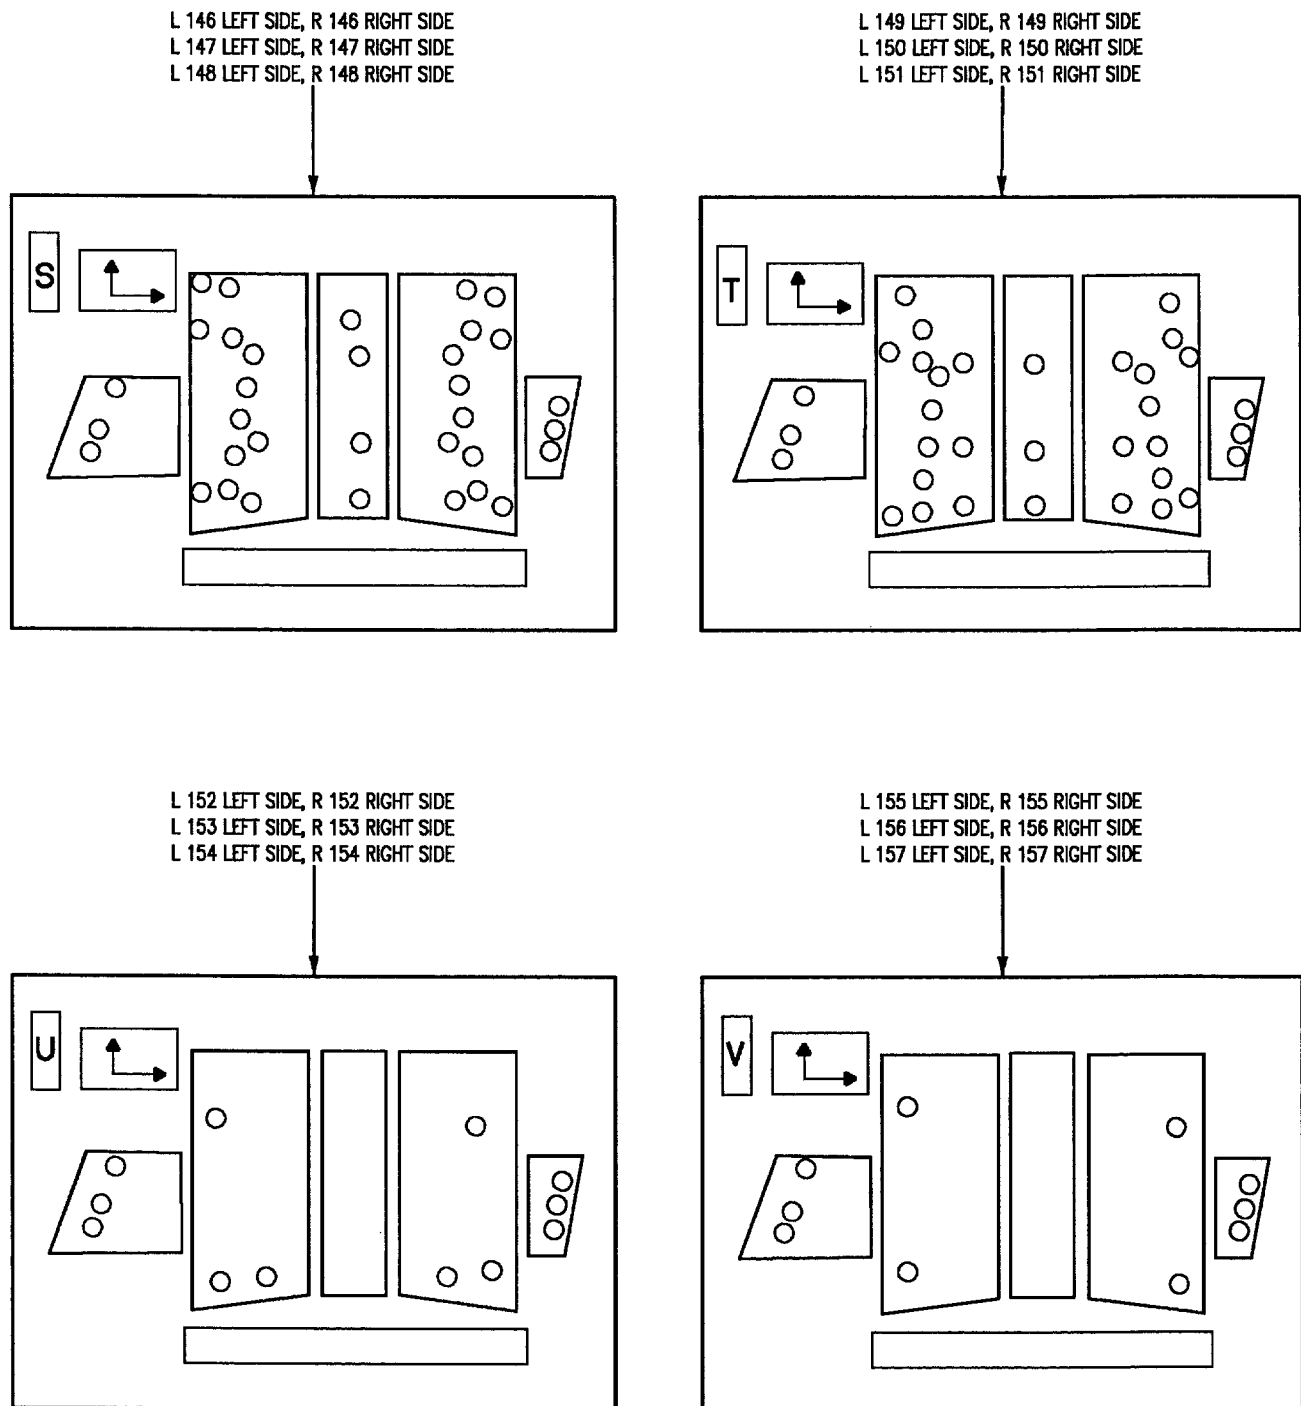 L 146 LEFT SIDE, R 146 RIGHT SIDE
L 147 LEFT SIDE, R 147 RIGHT SIDE
L 148 LEFT SIDE, R 148 RIGHT SIDE
S
L 149 LEFT SIDE, R 149 RIGHT SIDE
L 150 LEFT SIDE, R 150 RIGHT SIDE
L 151 LEFT SIDE, R 151 RIGHT SIDE
T
L 152 LEFT SIDE, R 152 RIGHT SIDE
L 153 LEFT SIDE, R 153 RIGHT SIDE
L 154 LEFT SIDE, R 154 RIGHT SIDE
U
L 155 LEFT SIDE, R 155 RIGHT SIDE
L 156 LEFT SIDE, R 156 RIGHT SIDE
L 157 LEFT SIDE, R 157 RIGHT SIDE
V